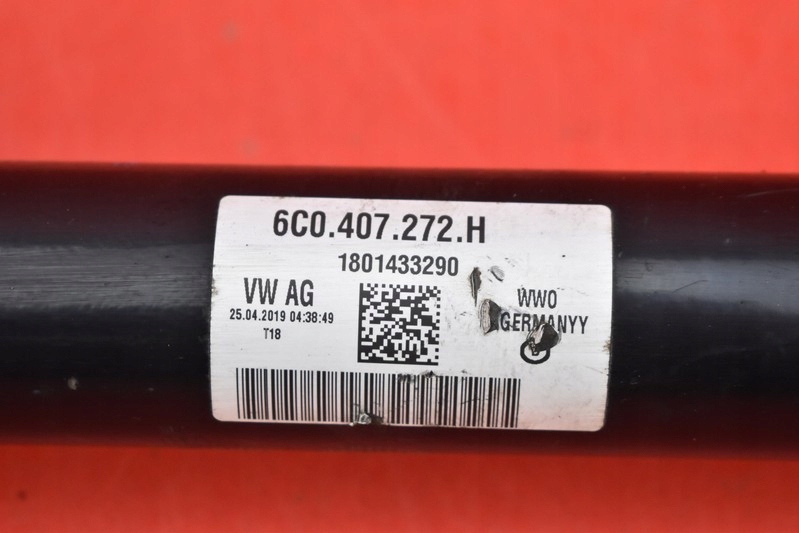 6C0.407.272.H
1801433290
VW AG
25.04.2019 04:38:49
T18
WWO
GERMANYY